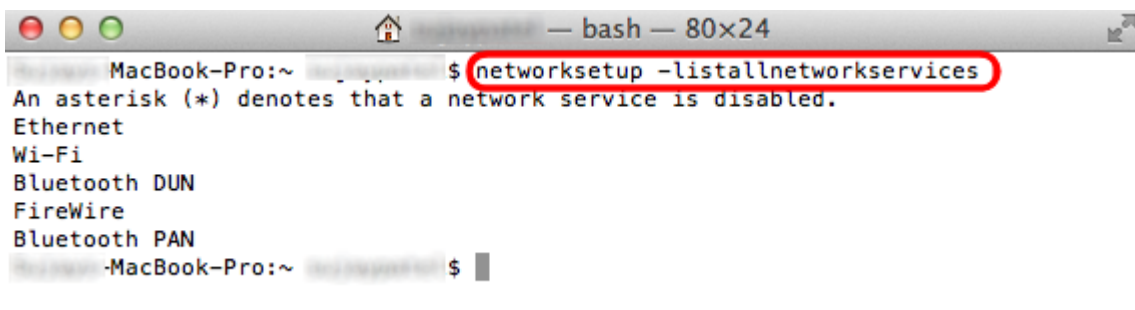 — bash — 80×24
MacBook-Pro:~ $ networksetup -listallnetworkservices
An asterisk (*) denotes that a network service is disabled.
Ethernet
Wi-Fi
Bluetooth DUN
FireWire
Bluetooth PAN
-MacBook-Pro:~ $